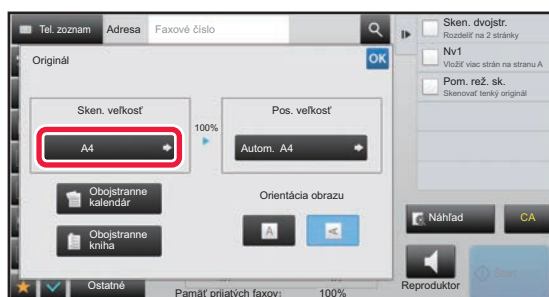 Tel. zoznam
Adresa
Faxové číslo
Originál
OK
Sken. veľkosť
A4
100%
Pos. veľkosť
Autom. A4
Obojstranne
kalendár
Obojstranne
kniha
Orientácia obrazu
A
A
Ostatné
Pamäť prijatých faxov:
100%
Sken. dvojstr.
Rozdeliť na 2 stránky
Nv1
Vložiť viac strán na stranu A
Pom. rež. sk.
Skenovať tenký originál
Náhľad
CA
Reproduktor
Štart